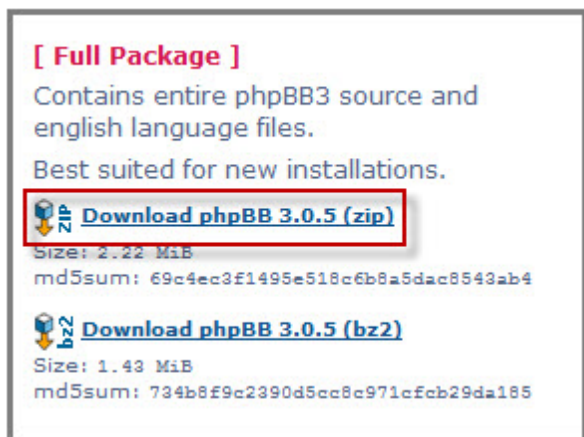 [ Full Package ]
Contains entire phpBB3 source and
english language files.
Best suited for new installations.
zip Download phpBB 3.0.5 (zip)
Size: 2.22 MiB
md5sum: 69c4ec3f1495e518c6b8a5dac8543ab4
bz2 Download phpBB 3.0.5 (bz2)
Size: 1.43 MiB
md5sum: 734b8f9c2390d5cc8c971cfcb29da185